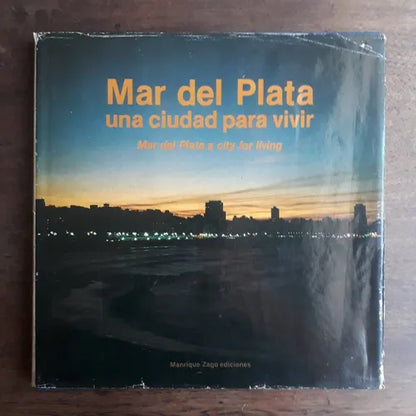 Mar del Plata
una ciudad para vivir
Mar del Plata a city for living
Manrique Zago ediciones